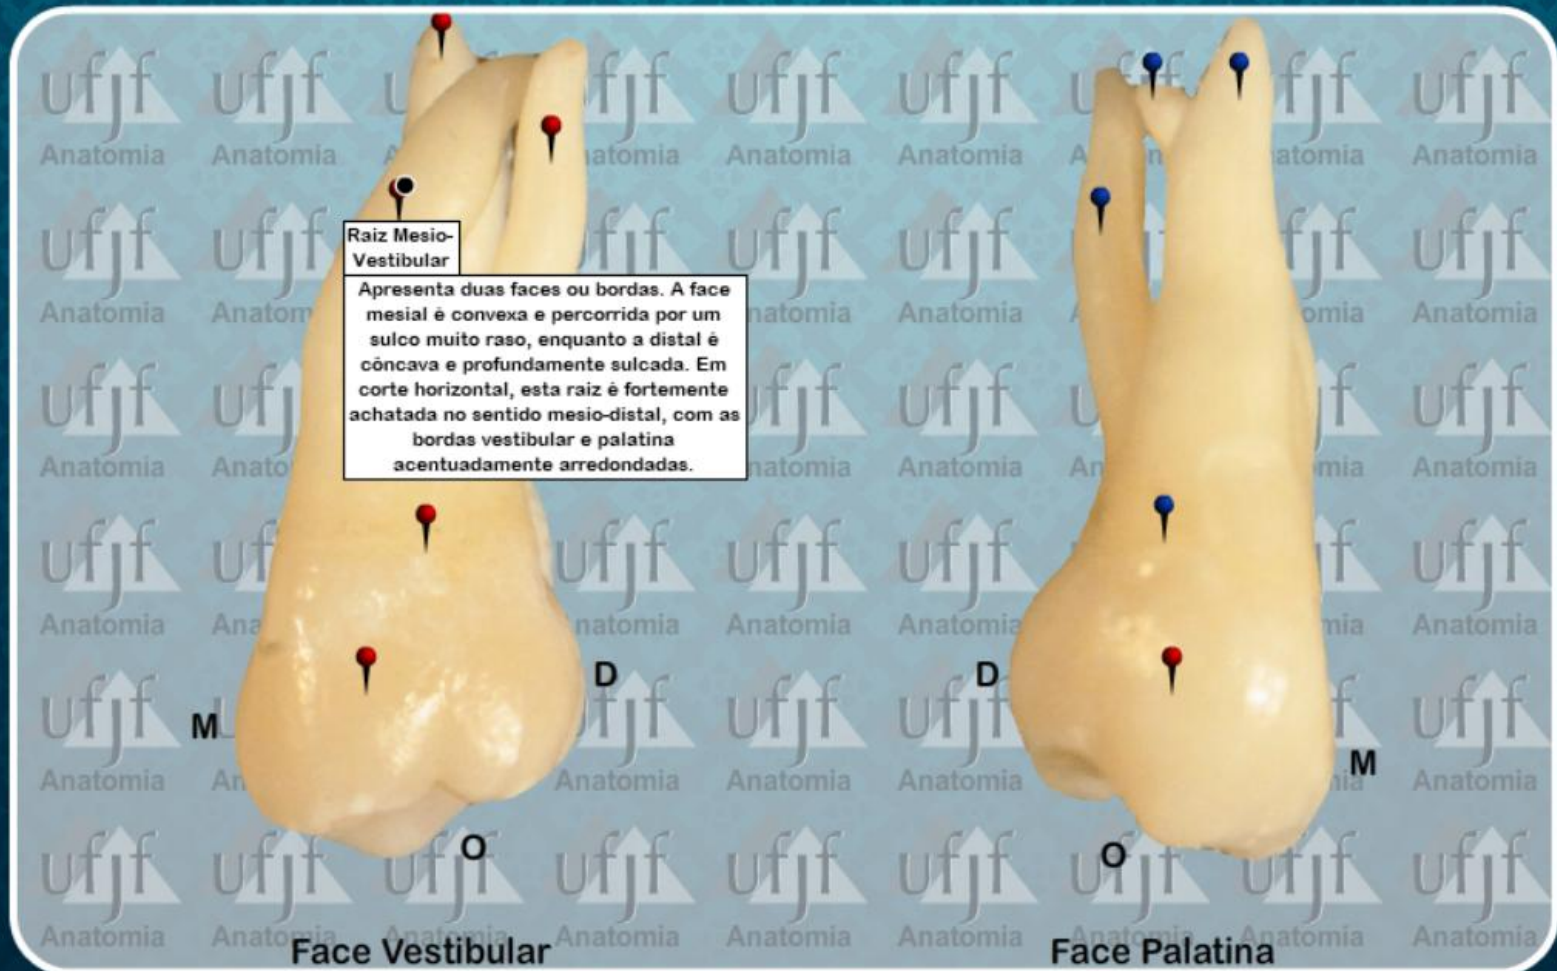 Raiz Mesio-
Vestibular
Apresenta duas faces ou bordas. A face
mesial é convexa e percorrida por um
sulco muito raso, enquanto a distal é
côncava e profundamente sulcada. Em
corte horizontal, esta raiz é fortemente
achatada no sentido mesio-distal, com as
bordas vestibular e palatina
acentuadamente arredondadas.
M
D
O
D
M
O
Face Vestibular
Face Palatina
ufjf
Anatomia